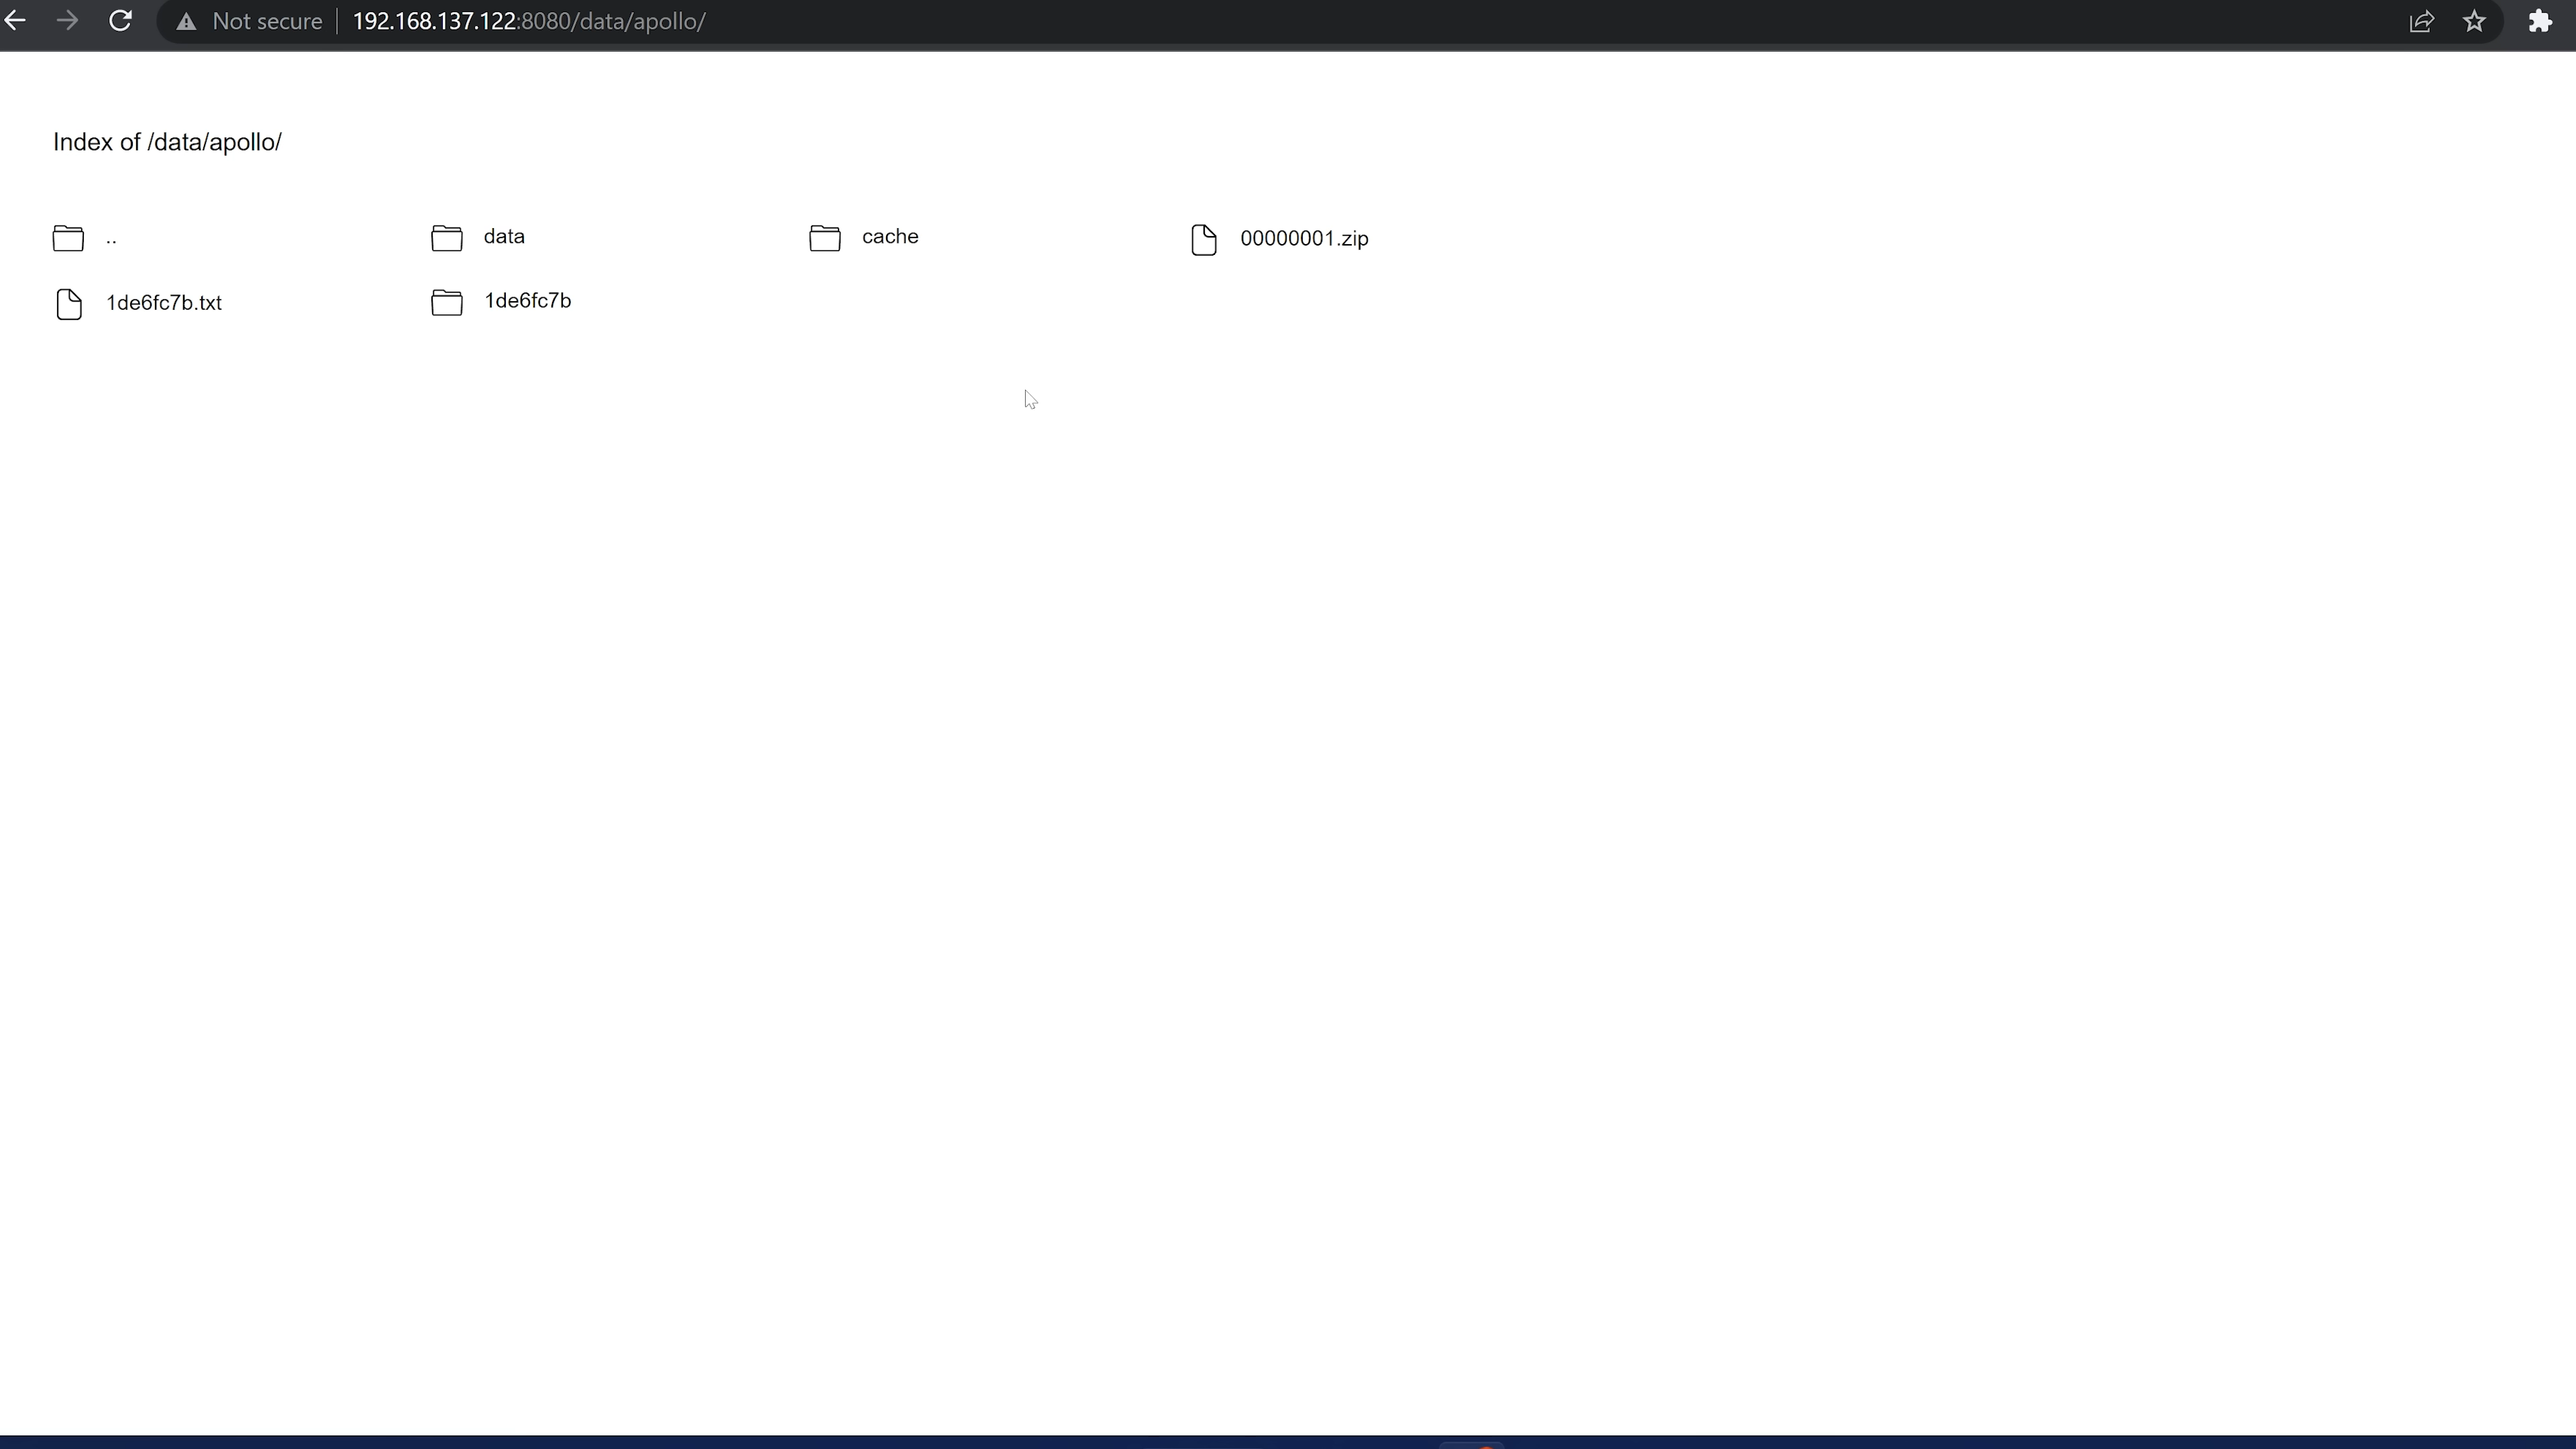 Not secure 192.168.137.122:8080/data/apollo/
Index of /data/apollo/
.. data cache 00000001.zip
1de6fc7b.txt 1de6fc7b